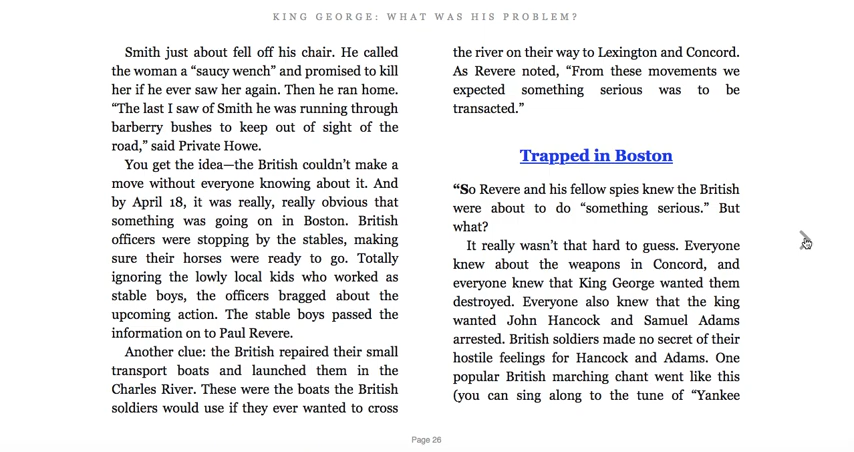 KING GEORGE: WHAT WAS HIS PROBLEM?
Smith just about fell off his chair. He called
the woman a “saucy wench” and promised to kill
her if he ever saw her again. Then he ran home.
“The last I saw of Smith he was running through
barberry bushes to keep out of sight of the
road,” said Private Howe.
You get the idea—the British couldn’t make a
move without everyone knowing about it. And
by April 18, it was really, really obvious that
something was going on in Boston. British
officers were stopping by the stables, making
sure their horses were ready to go. Totally
ignoring the lowly local kids who worked as
stable boys, the officers bragged about the
upcoming action. The stable boys passed the
information on to Paul Revere.
Another clue: the British repaired their small
transport boats and launched them in the
Charles River. These were the boats the British
soldiers would use if they ever wanted to cross
the river on their way to Lexington and Concord.
As Revere noted, “From these movements we
expected something serious was to be
transacted.”
Trapped in Boston
“So Revere and his fellow spies knew the British
were about to do “something serious.” But
what?
It really wasn’t that hard to guess. Everyone
knew about the weapons in Concord, and
everyone knew that King George wanted them
destroyed. Everyone also knew that the king
wanted John Hancock and Samuel Adams
arrested. British soldiers made no secret of their
hostile feelings for Hancock and Adams. One
popular British marching chant went like this
(you can sing along to the tune of “Yankee
Page 26